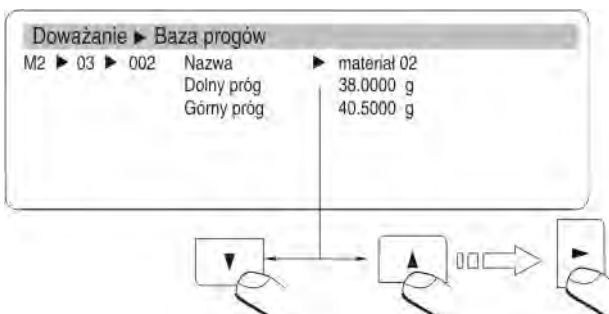 Doważanie ► Baza progów
M2 ► 03 ► 002 Nazwa ► materiał 02
Dolny próg 38.0000 g
Górny próg 40.5000 g